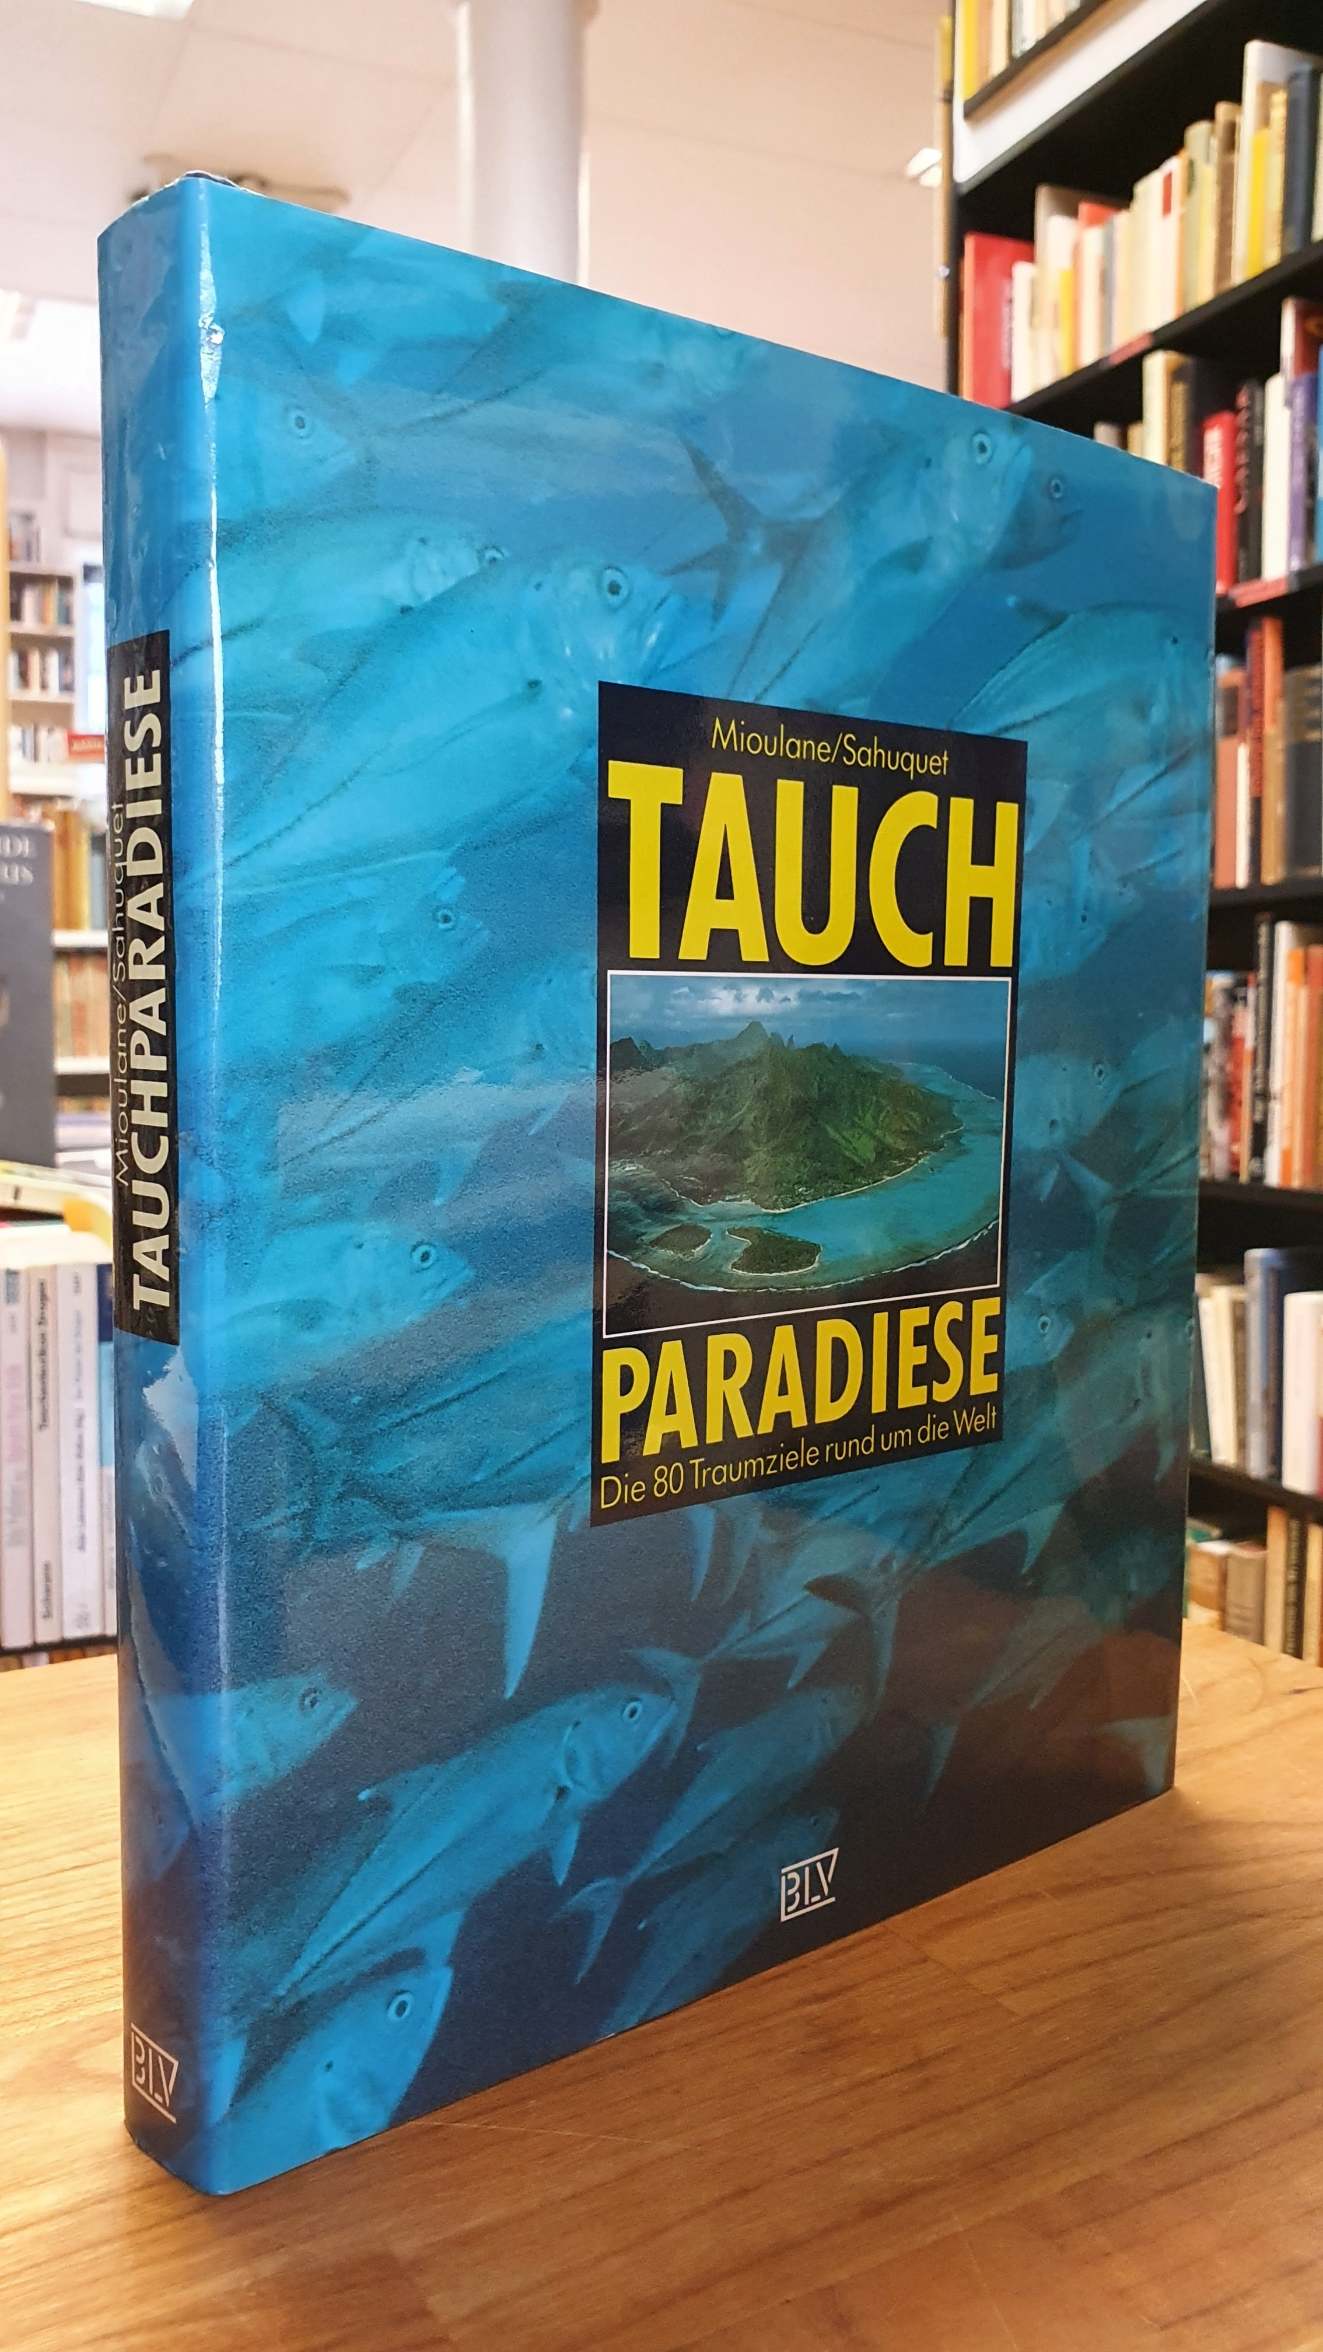 Mioulane/Sahuquet
TAUCHPARADIESE
BLV
Mioulane/Sahuquet
TAUCH
PARADIESE
Die 80 Traumziele rund um die Welt
BLV